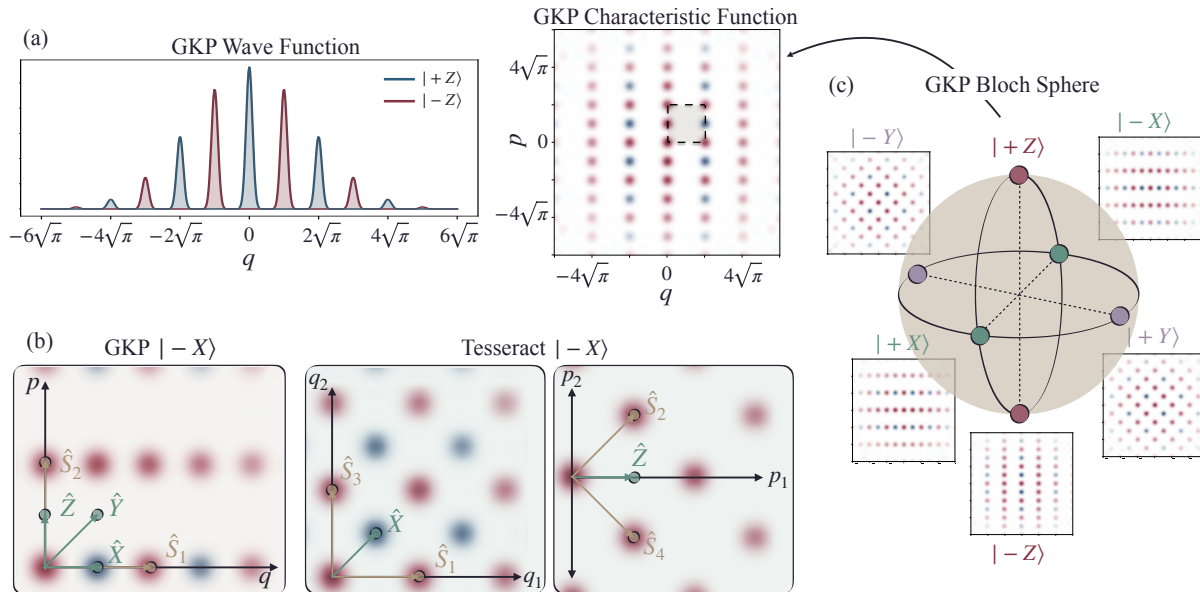 (a)
GKP Wave Function
|+Z⟩
|−Z⟩
−6√π −4√π −2√π 0 2√π 4√π 6√π
q
GKP Characteristic Function
4√π
0
−4√π
p
−4√π 0 4√π
q
(c)
GKP Bloch Sphere
|−Y⟩
|+Z⟩
|−X⟩
|+X⟩
|+Y⟩
|−Z⟩
(b)
GKP |−X⟩
p
Ŝ₂
Ẑ
Ŷ
X̂
Ŝ₁
q
Tesseract |−X⟩
q₂
Ŝ₃
X̂
Ŝ₁
q₁
p₂
Ŝ₂
Ẑ
p₁
Ŝ₄